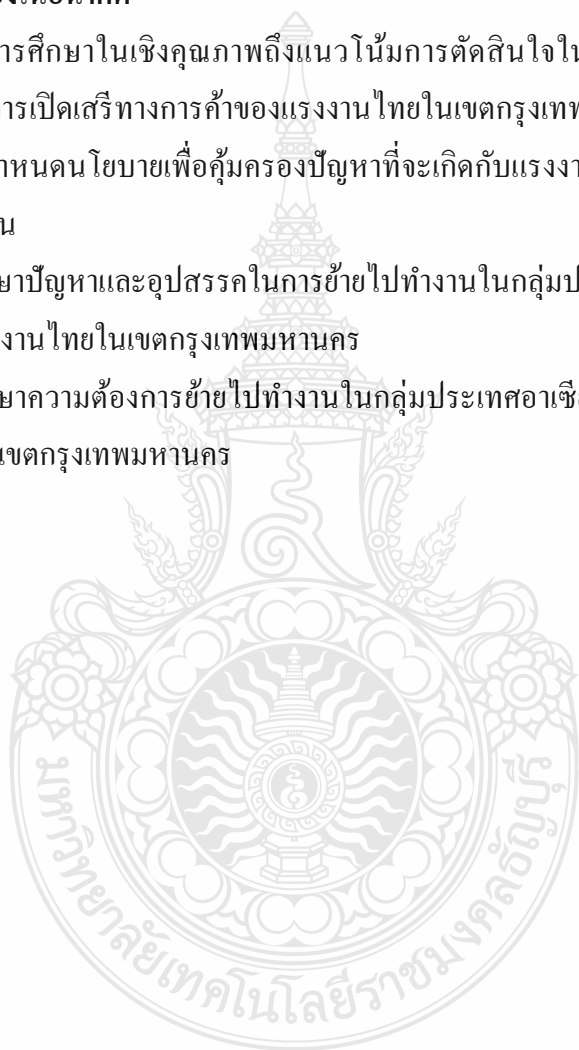 การศึกษาในเชิงคุณภาพถึงแนวโน้มการตัดสินใจใน
การเปิดเสรีทางการค้าของแรงงานไทยในเขตกรุงเทพ
กำหนดนโยบายเพื่อคุ้มครองปัญหาที่จะเกิดกับแรงงา
น
ษาปัญหาและอุปสรรคในการย้ายไปทำงานในกลุ่มป
งานไทยในเขตกรุงเทพมหานคร
ษาความต้องการย้ายไปทำงานในกลุ่มประเทศอาเซีย
นเขตกรุงเทพมหานคร
มหาวิทยาลัยเทคโนโลยีราชมงคลธัญบุรี